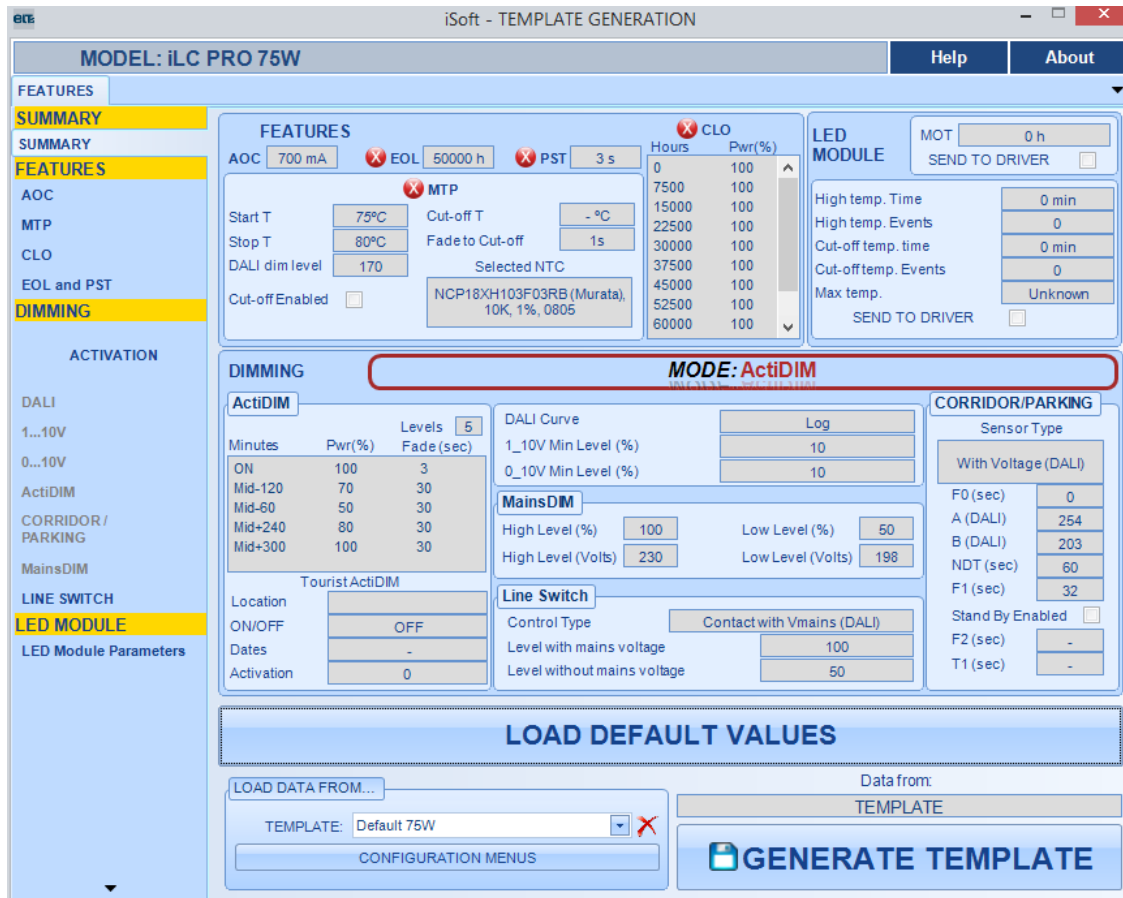 ELT
iSoft - TEMPLATE GENERATION
MODEL: iLC PRO 75W
Help
About
FEATURES
SUMMARY
SUMMARY
FEATURES
AOC
MTP
CLO
EOL and PST
DIMMING
ACTIVATION
DALI
1...10V
0...10V
ActiDIM
CORRIDOR /
PARKING
MainsDIM
LINE SWITCH
LED MODULE
LED Module Parameters
FEATURES
AOC 700 mA EOL 50000 h PST 3 s
MTP
Start T 75ºC Cut-off T - ºC
Stop T 80ºC Fade to Cut-off 1s
DALI dim level 170 Selected NTC
Cut-off Enabled
NCP18XH103F03RB (Murata),
10K, 1%, 0805
CLO
Hours Pwr(%)
0 100
7500 100
15000 100
22500 100
30000 100
37500 100
45000 100
52500 100
60000 100
LED
MODULE
MOT 0 h
SEND TO DRIVER
High temp. Time 0 min
High temp. Events 0
Cut-off temp. time 0 min
Cut-off temp. Events 0
Max temp. Unknown
SEND TO DRIVER
DIMMING
MODE: ActiDIM
ActiDIM
Levels 5
Minutes Pwr(%) Fade (sec)
ON 100 3
Mid-120 70 30
Mid-60 50 30
Mid+240 80 30
Mid+300 100 30
Tourist ActiDIM
Location
ON/OFF OFF
Dates -
Activation 0
DALI Curve Log
1_10V Min Level (%) 10
0_10V Min Level (%) 10
MainsDIM
High Level (%) 100 Low Level (%) 50
High Level (Volts) 230 Low Level (Volts) 198
Line Switch
Control Type Contact with Vmains (DALI)
Level with mains voltage 100
Level without mains voltage 50
CORRIDOR/PARKING
Sensor Type
With Voltage (DALI)
F0 (sec) 0
A (DALI) 254
B (DALI) 203
NDT (sec) 60
F1 (sec) 32
Stand By Enabled
F2 (sec) -
T1 (sec) -
LOAD DEFAULT VALUES
LOAD DATA FROM...
TEMPLATE: Default 75W
CONFIGURATION MENUS
Data from:
TEMPLATE
GENERATE TEMPLATE